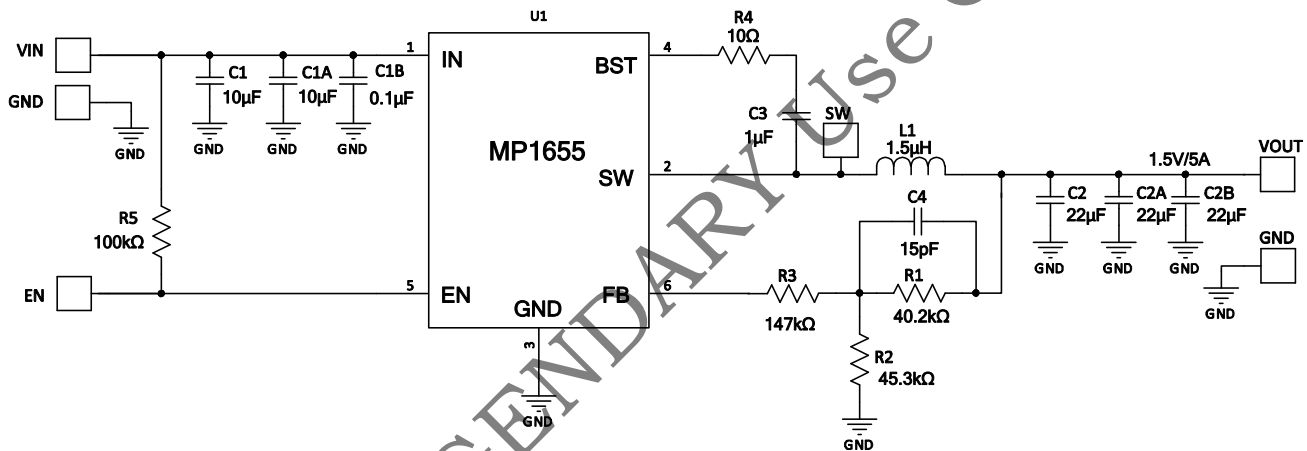 U1
VIN
GND
GND
EN
R5
100kΩ
C1
10µF
GND
C1A
10µF
GND
C1B
0.1µF
GND
1
IN
5
EN
MP1655
BST
4
SW
2
FB
6
GND
3
GND
R4
10Ω
C3
1µF
SW
L1
1.5µH
C4
15pF
R3
147kΩ
R1
40.2kΩ
R2
45.3kΩ
GND
1.5V/5A
VOUT
C2
22µF
GND
C2A
22µF
GND
C2B
22µF
GND
GND
GND
GENDARY Use